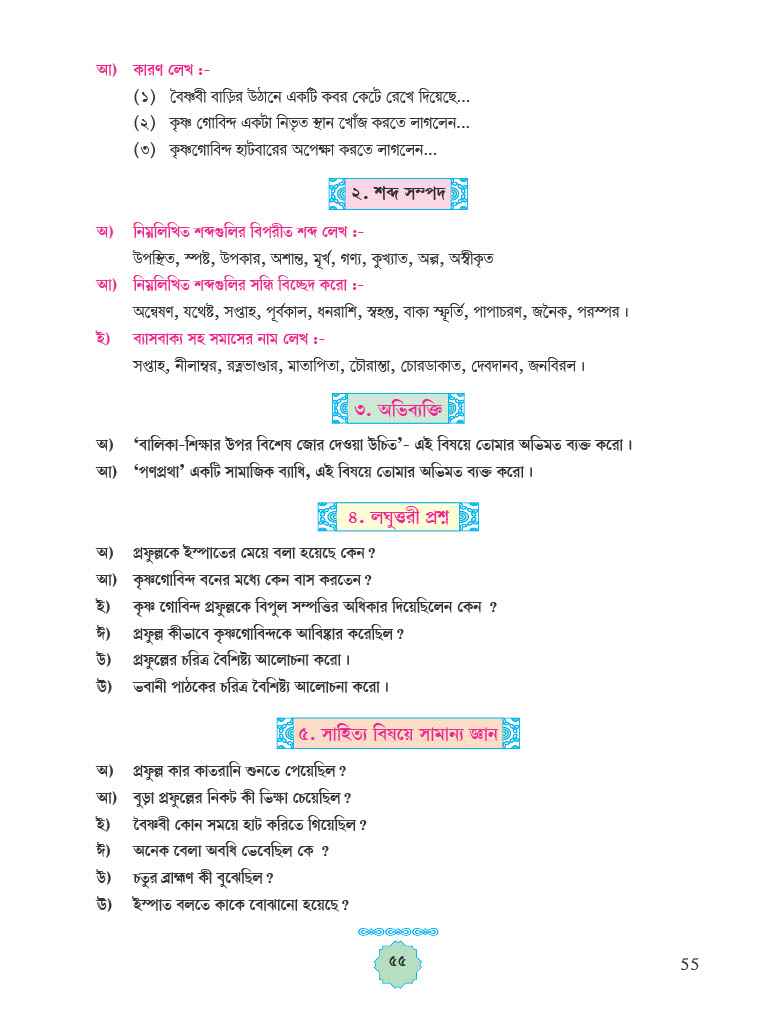 আ) কারণ লেখ :-
(১) বৈষ্ণবী বাড়ির উঠানে একটি কবর কেটে রেখে দিয়েছে...
(২) কৃষ্ণ গোবিন্দ একটা নিভৃত স্থান খোঁজ করতে লাগলেন...
(৩) কৃষ্ণগোবিন্দ হাটবারের অপেক্ষা করতে লাগলেন...
২. শব্দ সম্পদ
অ) নিম্নলিখিত শব্দগুলির বিপরীত শব্দ লেখ :-
উপস্থিত, স্পষ্ট, উপকার, অশান্ত, মূর্খ, গণ্য, কুখ্যাত, অল্প, অস্বীকৃত
আ) নিম্নলিখিত শব্দগুলির সন্ধি বিচ্ছেদ করো :-
অন্বেষণ, যথেষ্ট, সপ্তাহ, পূর্বকাল, ধনরাশি, স্বহস্ত, বাক্য স্ফূর্তি, পাপাচরণ, জনৈক, পরস্পর।
ই) ব্যাসবাক্য সহ সমাসের নাম লেখ :-
সপ্তাহ, নীলাম্বর, রত্নভাণ্ডার, মাতাপিতা, চৌরাস্তা, চোরডাকাত, দেবদানব, জনবিরল।
৩. অভিব্যক্তি
অ) ‘বালিকা-শিক্ষার উপর বিশেষ জোর দেওয়া উচিত’- এই বিষয়ে তোমার অভিমত ব্যক্ত করো।
আ) ‘পণপ্রথা’ একটি সামাজিক ব্যাধি, এই বিষয়ে তোমার অভিমত ব্যক্ত করো।
৪. লঘুত্তরী প্রশ্ন
অ) প্রফুল্লকে ইস্পাতের মেয়ে বলা হয়েছে কেন?
আ) কৃষ্ণগোবিন্দ বনের মধ্যে কেন বাস করতেন?
ই) কৃষ্ণ গোবিন্দ প্রফুল্লকে বিপুল সম্পত্তির অধিকার দিয়েছিলেন কেন ?
ঈ) প্রফুল্ল কীভাবে কৃষ্ণগোবিন্দকে আবিষ্কার করেছিল?
উ) প্রফুল্লের চরিত্র বৈশিষ্ট্য আলোচনা করো।
ঊ) ভবানী পাঠকের চরিত্র বৈশিষ্ট্য আলোচনা করো।
৫. সাহিত্য বিষয়ে সামান্য জ্ঞান
অ) প্রফুল্ল কার কাতরানি শুনতে পেয়েছিল?
আ) বুড়া প্রফুল্লের নিকট কী ভিক্ষা চেয়েছিল?
ই) বৈষ্ণবী কোন সময়ে হাট করিতে গিয়েছিল?
ঈ) অনেক বেলা অবধি ভেবেছিল কে ?
উ) চতুর ব্রাহ্মণ কী বুঝেছিল?
ঊ) ইস্পাত বলতে কাকে বোঝানো হয়েছে?
৫৫
55